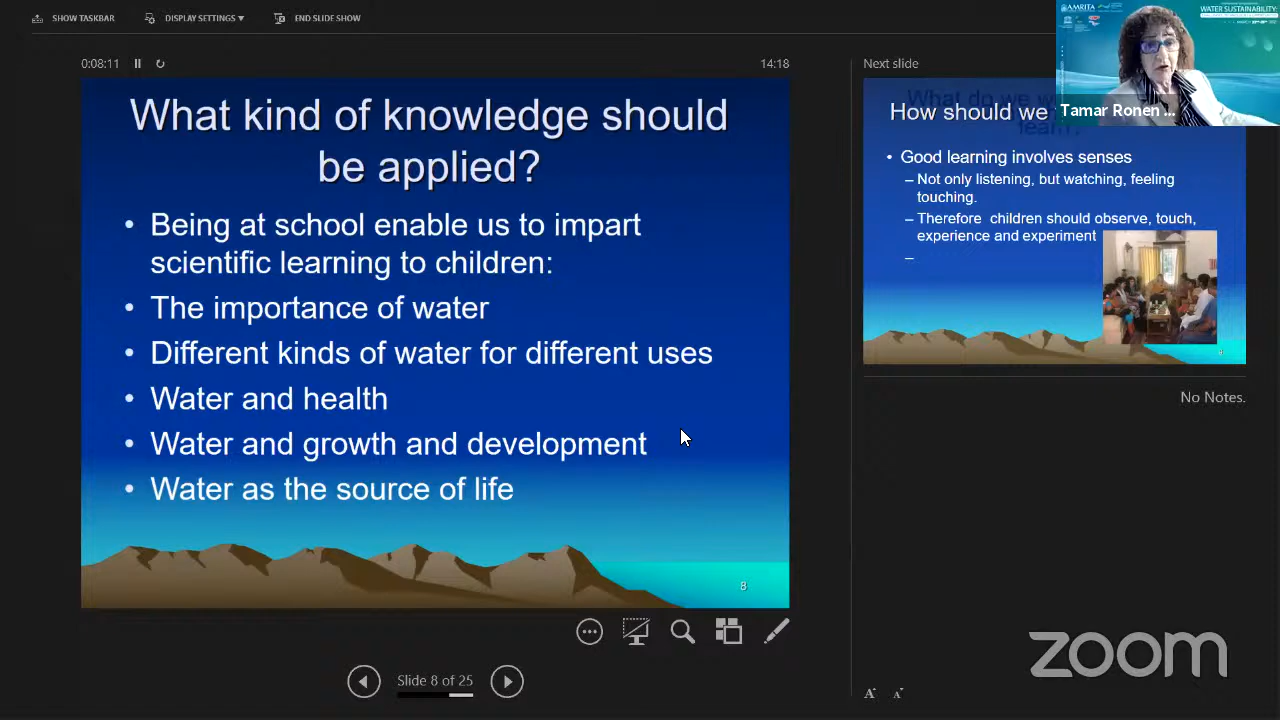 SHOW TASKBAR
DISPLAY SETTINGS ▾
END SLIDE SHOW
0:08:11
14:18
What kind of knowledge should
be applied?
• Being at school enable us to impart
scientific learning to children:
• The importance of water
• Different kinds of water for different uses
• Water and health
• Water and growth and development
• Water as the source of life
8
Slide 8 of 25
Next slide
How should we
• Good learning involves senses
– Not only listening, but watching, feeling
touching.
– Therefore children should observe, touch,
experience and experiment
–
9
No Notes.
AMRITA
WATER SUSTAINABILITY:
Tamar Ronen ...
zoom
A A